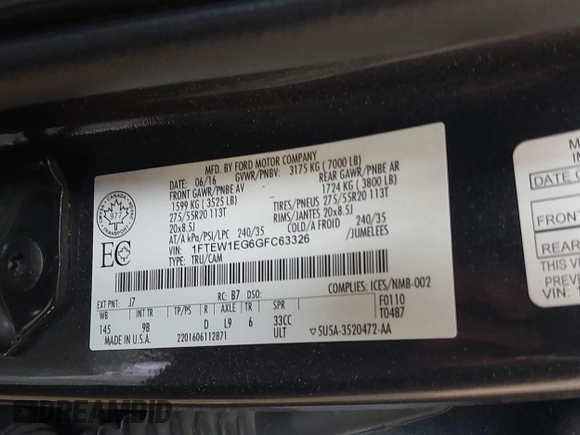 MFD. BY FORD MOTOR COMPANY
DATE: 06/16 GVWR/PNBV: 3175 KG ( 7000 LB)
FRONT GAWR/PNBE AV REAR GAWR/PNBE AR
1599 KG ( 3525 LB) 1724 KG ( 3800 LB)
275/55R20 113T TIRES/PNEUS 275/55R20 113T
20x8.5J RIMS/JANTES 20x8.5J
AT/A kPa/PSI/LPC 240/35 COLD/A FROID 240/35
VIN: 1FTEW1EG6GFC63326 /JUMELEES
TYPE: TRU/CAM
CANADA
977
TRANSPORT
EC
COMPLIES: ICES/NMB-002
EXT PNT: J7 RC: B7 DSO: F0110
WB INT TR TP/PS R AXLE TR SPR T0487
145 9B D L9 6 33CC
MADE IN U.S.A. 2201606112871 ULT 5U5A-3520472-AA
DATE O
FRONT
REAR
VIN:
DREAMBID